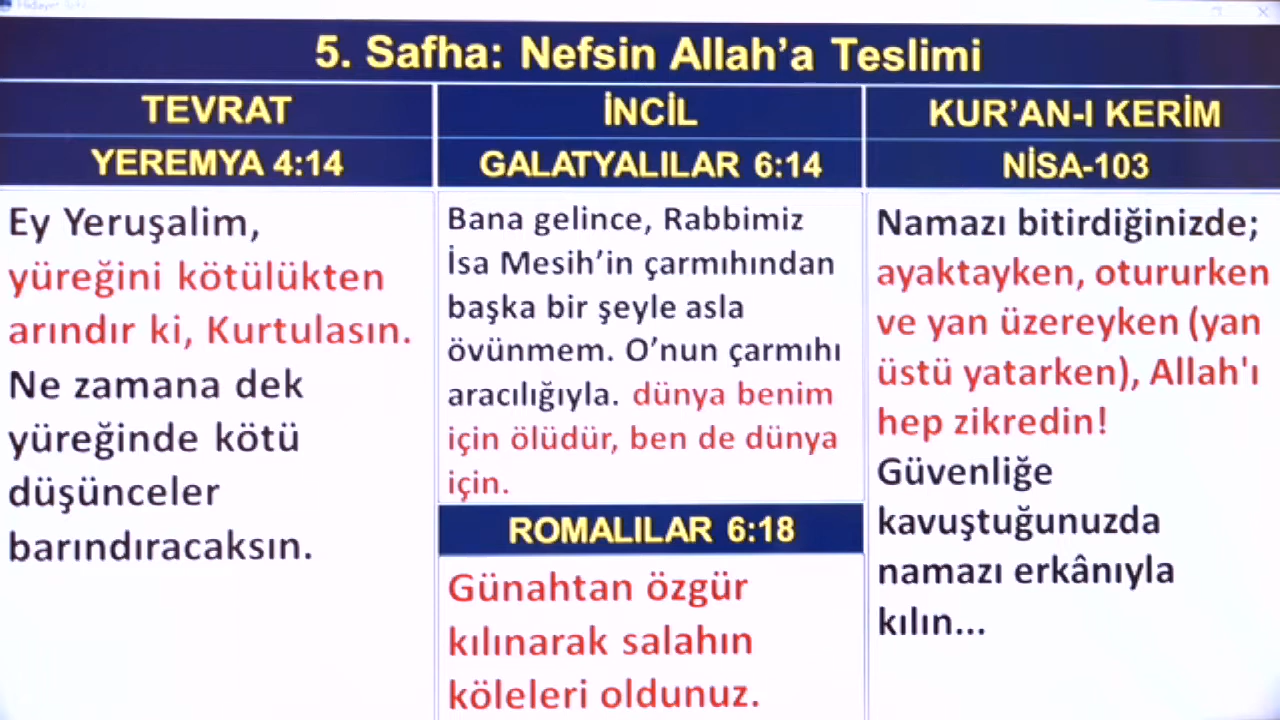 5. Safha: Nefsin Allah’a Teslimi
TEVRAT
YEREMYA 4:14
Ey Yeruşalim,
yüreğini kötülükten
arındır ki, Kurtulasın.
Ne zamana dek
yüreğinde kötü
düşünceler
barındıracaksın.
İNCİL
GALATYALILAR 6:14
Bana gelince, Rabbimiz
İsa Mesih’in çarmıhından
başka bir şeyle asla
övünmem. O’nun çarmıhı
aracılığıyla. dünya benim
için ölüdür, ben de dünya
için.
ROMALILAR 6:18
Günahtan özgür
kılınarak salahın
köleleri oldunuz.
KUR’AN-I KERİM
NİSA-103
Namazı bitirdiğinizde;
ayaktayken, otururken
ve yan üzereyken (yan
üstü yatarken), Allah'ı
hep zikredin!
Güvenliğe
kavuştuğunuzda
namazı erkânıyla
kılın...